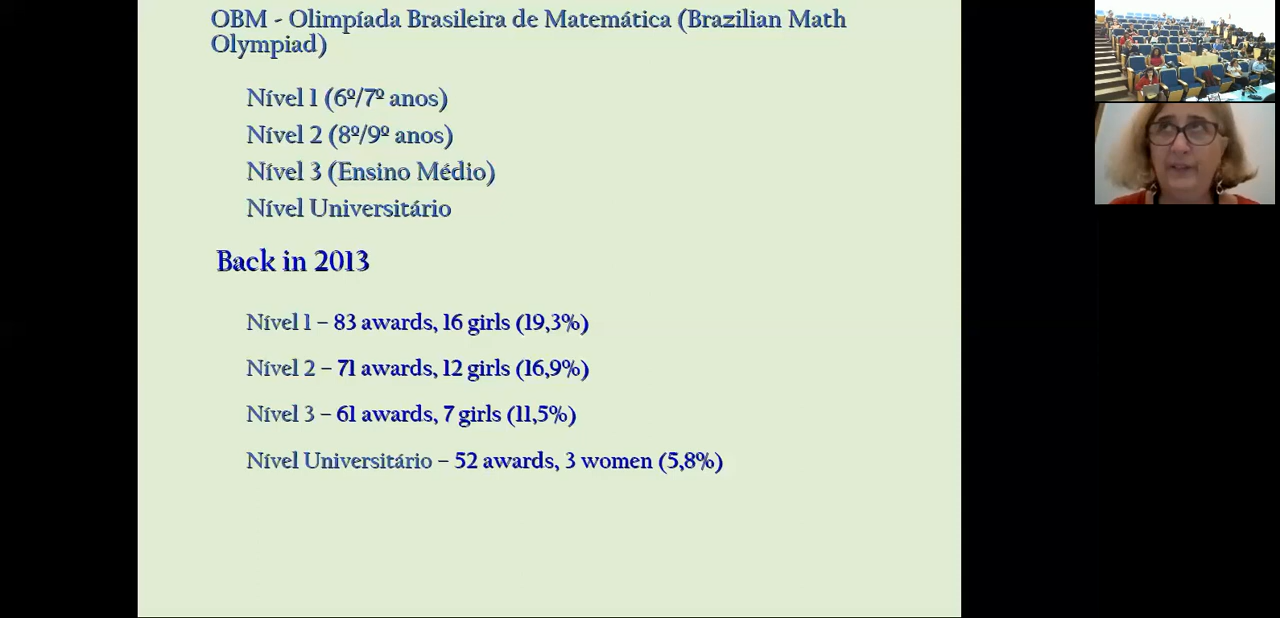 OBM - Olimpíada Brasileira de Matemática (Brazilian Math
Olympiad)
Nível 1 (6º/7º anos)
Nível 2 (8º/9º anos)
Nível 3 (Ensino Médio)
Nível Universitário
Back in 2013
Nível 1 – 83 awards, 16 girls (19,3%)
Nível 2 – 71 awards, 12 girls (16,9%)
Nível 3 – 61 awards, 7 girls (11,5%)
Nível Universitário – 52 awards, 3 women (5,8%)